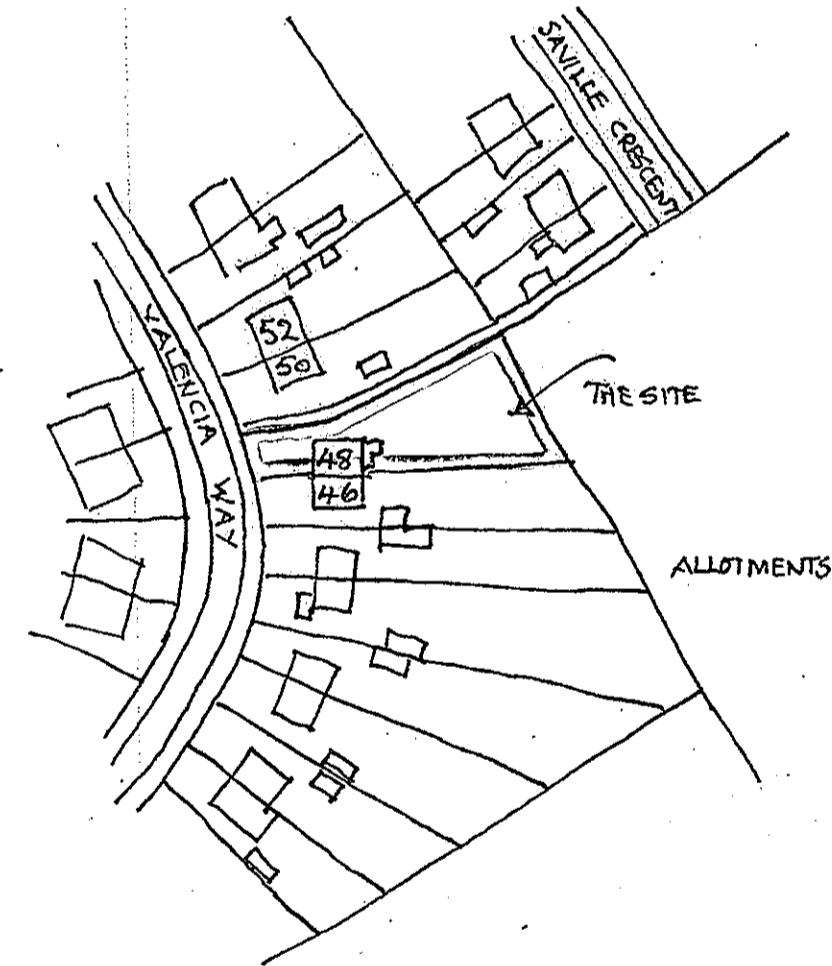 SAVILLE CRESCENT
VALENCIA WAY
52
50
THE SITE
48
46
ALLOTMENTS